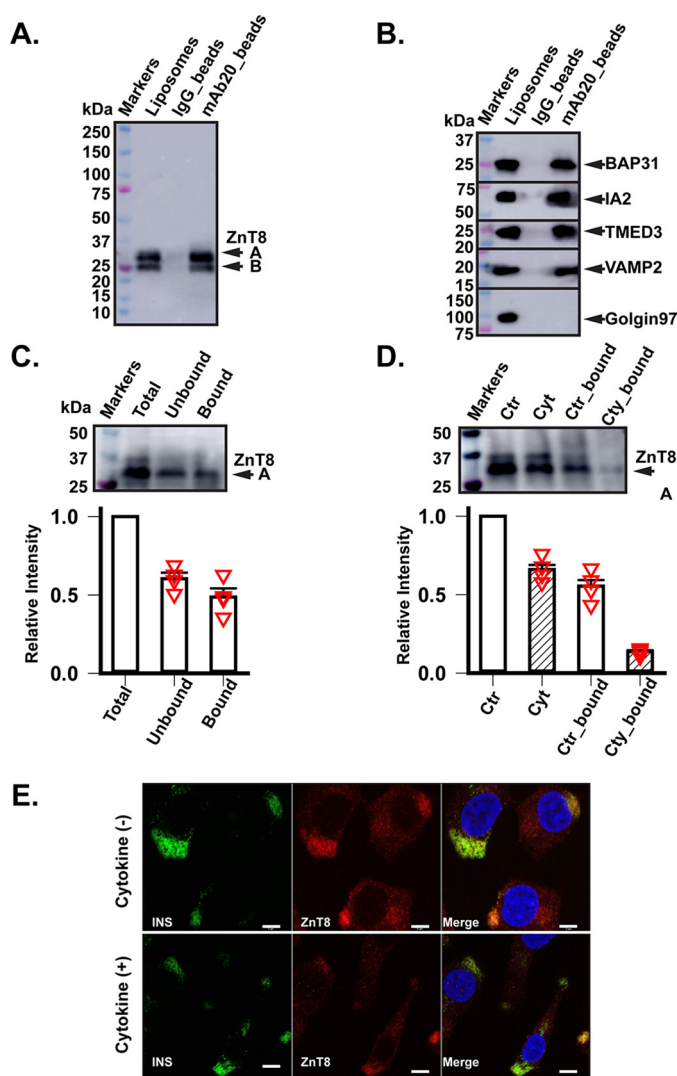 A.
Markers
Liposomes
IgG_beads
mAb20_beads
kDa
250
150
100
75
50
37
25
20
15
10
ZnT8
A
B
B.
Markers
Liposomes
IgG_beads
mAb20_beads
kDa
37
25
BAP31
75
50
IA2
25
20
TMED3
20
15
VAMP2
150
100
75
Golgin97
C.
kDa
Markers
Total
Unbound
Bound
50
37
25
ZnT8
A
Relative Intensity
1.0
0.5
0.0
Total
Unbound
Bound
D.
Markers
Ctr
Cyt
Ctr_bound
Cty_bound
50
37
25
ZnT8
A
Relative Intensity
1.0
0.5
0.0
Ctr
Cyt
Ctr_bound
Cty_bound
E.
Cytokine (-)
INS
ZnT8
Merge
Cytokine (+)
INS
ZnT8
Merge